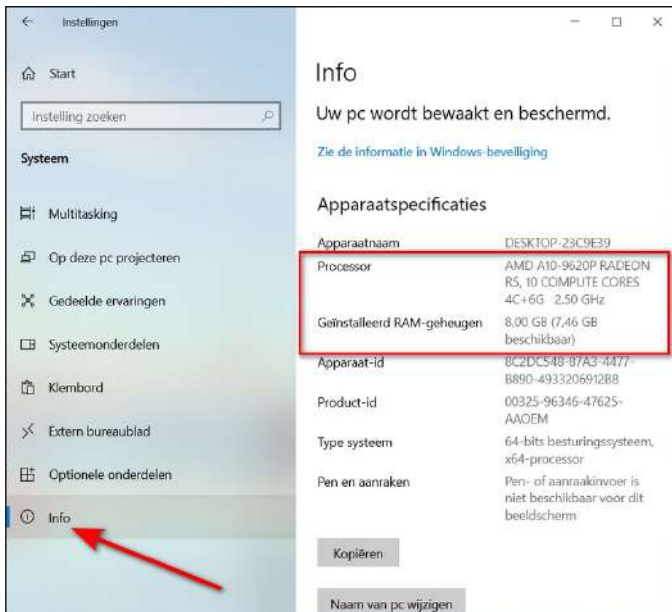 Instellingen
Start
Instelling zoeken
Systeem
Multitasking
Op deze pc projecteren
Gedeelde ervaringen
Systeemonderdelen
Klembord
Extern bureaublad
Optionele onderdelen
Info
Info
Uw pc wordt bewaakt en beschermd.
Zie de informatie in Windows-beveiliging
Apparaatspecificaties
Apparaatnaam DESKTOP-23C9E39
Processor AMD A10-9620P RADEON
R5, 10 COMPUTE CORES
4C+6G 2.50 GHz
Geïnstalleerd RAM-geheugen 8,00 GB (7,46 GB
beschikbaar)
Apparaat-id 8C2DC548-87A3-4477-
B890-4933206912B8
Product-id 00325-96346-47625-
AAOEM
Type systeem 64-bits besturingssysteem,
x64-processor
Pen en aanraken Pen- of aanraakinvoer is
niet beschikbaar voor dit
beeldscherm
Kopiëren
Naam van pc wijzigen